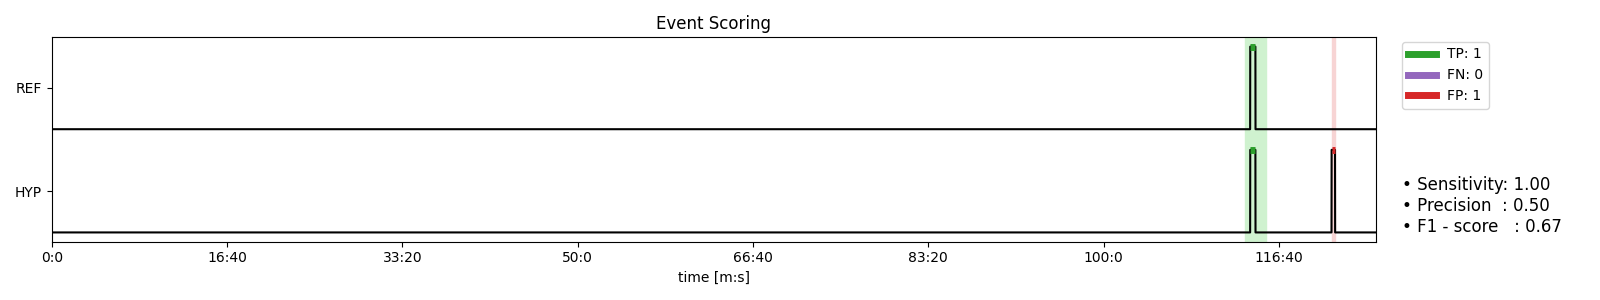 Event Scoring
REF
HYP
0:0
16:40
33:20
50:0
66:40
83:20
100:0
116:40
time [m:s]
TP: 1
FN: 0
FP: 1
• Sensitivity: 1.00
• Precision : 0.50
• F1 - score : 0.67